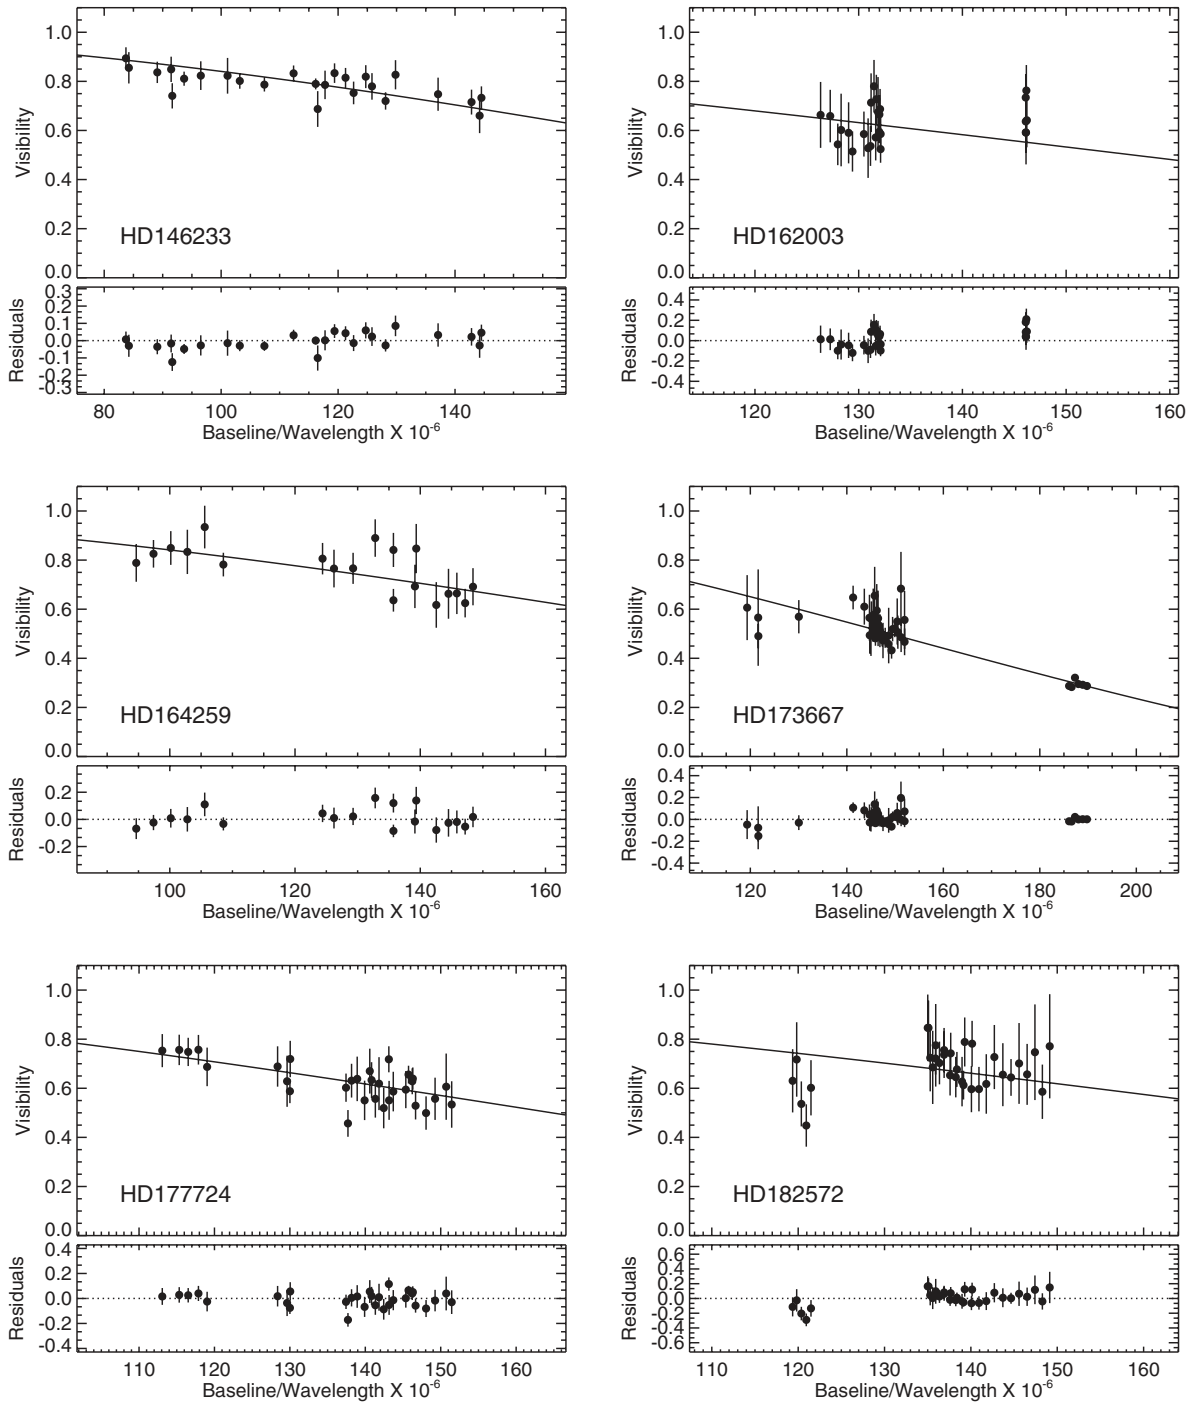 1.0
0.8
0.6
0.4
0.2
0.0
Visibility
HD146233
0.3
0.2
0.1
0.0
-0.1
-0.2
-0.3
Residuals
80 100 120 140
Baseline/Wavelength X 10-6
1.0
0.8
0.6
0.4
0.2
0.0
Visibility
HD162003
0.4
0.2
0.0
-0.2
-0.4
Residuals
120 130 140 150 160
Baseline/Wavelength X 10-6
1.0
0.8
0.6
0.4
0.2
0.0
Visibility
HD164259
0.2
0.0
-0.2
Residuals
100 120 140 160
Baseline/Wavelength X 10-6
1.0
0.8
0.6
0.4
0.2
0.0
Visibility
HD173667
0.4
0.2
0.0
-0.2
-0.4
Residuals
120 140 160 180 200
Baseline/Wavelength X 10-6
1.0
0.8
0.6
0.4
0.2
0.0
Visibility
HD177724
0.4
0.2
0.0
-0.2
-0.4
Residuals
110 120 130 140 150 160
Baseline/Wavelength X 10-6
1.0
0.8
0.6
0.4
0.2
0.0
Visibility
HD182572
0.6
0.4
0.2
0.0
-0.2
-0.4
-0.6
Residuals
110 120 130 140 150 160
Baseline/Wavelength X 10-6